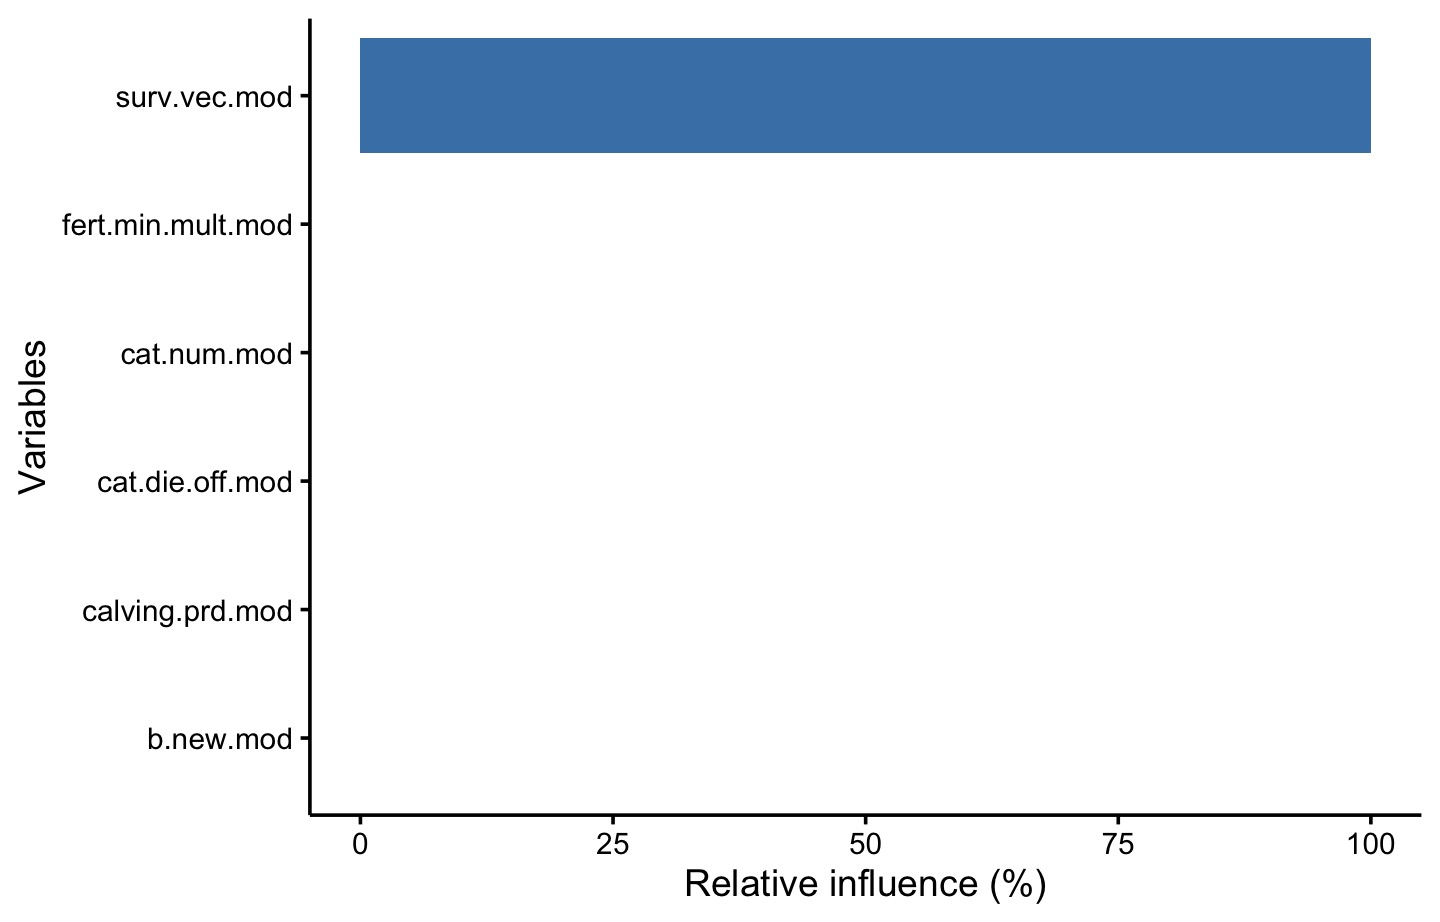 surv.vec.mod
fert.min.mult.mod
cat.num.mod
cat.die.off.mod
calving.prd.mod
b.new.mod
Variables
0 25 50 75 100
Relative influence (%)